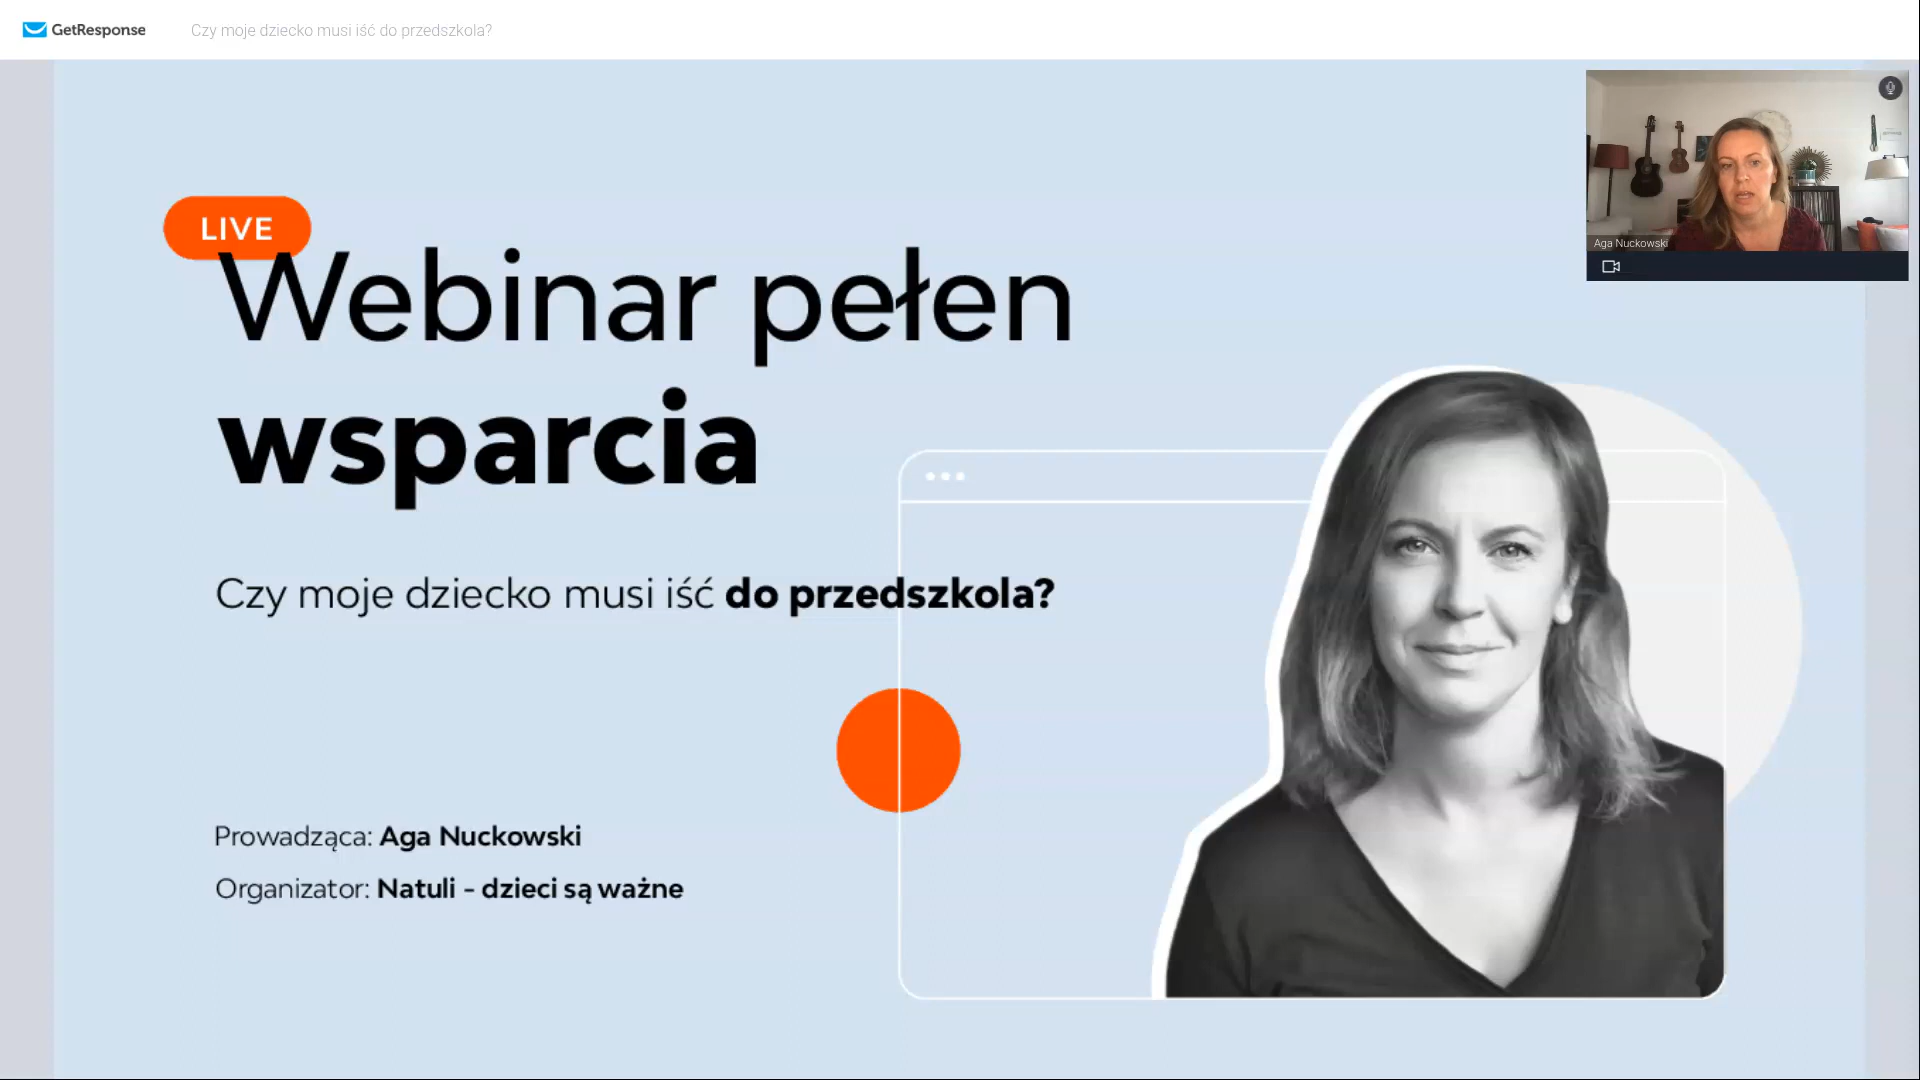 GetResponse
Czy moje dziecko musi iść do przedszkola?
Aga Nuckowski
LIVE
Webinar pełen
wsparcia
Czy moje dziecko musi iść do przedszkola?
Prowadząca: Aga Nuckowski
Organizator: Natuli - dzieci są ważne